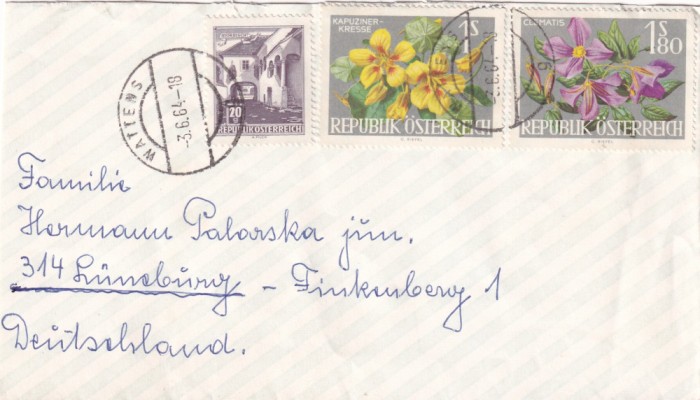 KAPUZINER-
KRESSE
1S
CLEMATIS
1S80
20
REPUBLIK ÖSTERREICH
REPUBLIK ÖSTERREICH
REPUBLIK ÖSTERREICH
WATTENS
-3.6.64-18
Familie
Hermann Palarska jun.
314 Lüneburg - Finkenberg 1
Deutschland.